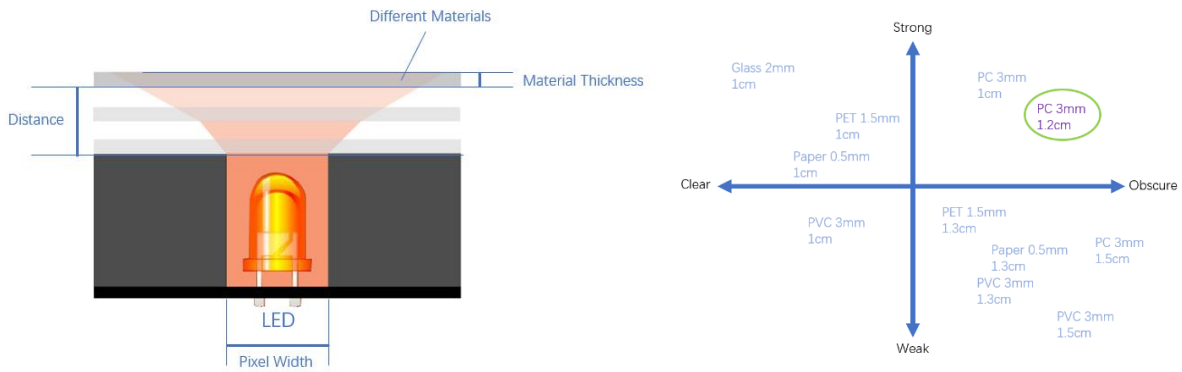 Different Materials
Material Thickness
Distance
LED
Pixel Width
Strong
Glass 2mm
1cm
PC 3mm
1cm
PC 3mm
1.2cm
PET 1.5mm
1cm
Paper 0.5mm
1cm
Clear
Obscure
PVC 3mm
1cm
PET 1.5mm
1.3cm
Paper 0.5mm
1.3cm
PC 3mm
1.5cm
PVC 3mm
1.3cm
PVC 3mm
1.5cm
Weak